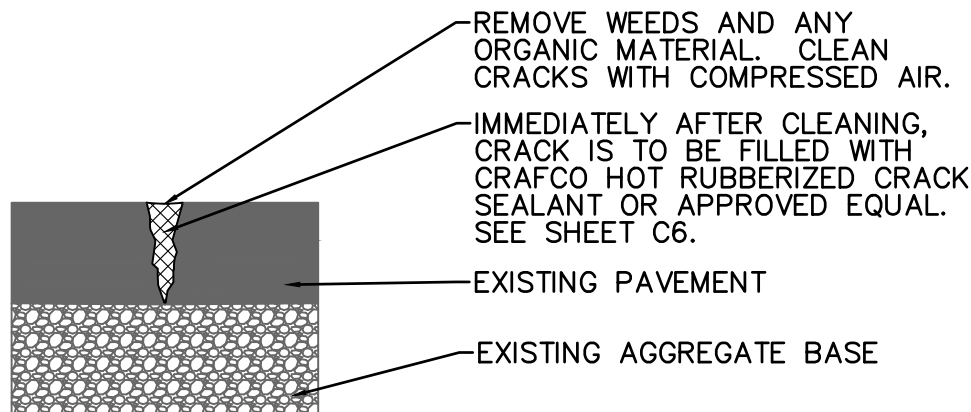 REMOVE WEEDS AND ANY
ORGANIC MATERIAL. CLEAN
CRACKS WITH COMPRESSED AIR.
IMMEDIATELY AFTER CLEANING,
CRACK IS TO BE FILLED WITH
CRAFCO HOT RUBBERIZED CRACK
SEALANT OR APPROVED EQUAL.
SEE SHEET C6.
EXISTING PAVEMENT
EXISTING AGGREGATE BASE